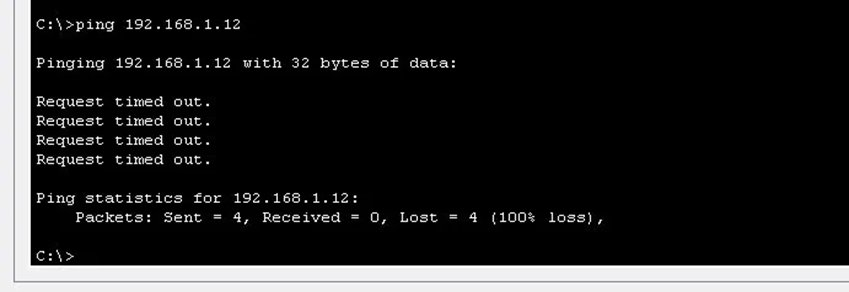 C:\>ping 192.168.1.12
Pinging 192.168.1.12 with 32 bytes of data:
Request timed out.
Request timed out.
Request timed out.
Request timed out.
Ping statistics for 192.168.1.12:
    Packets: Sent = 4, Received = 0, Lost = 4 (100% loss),
C:\>